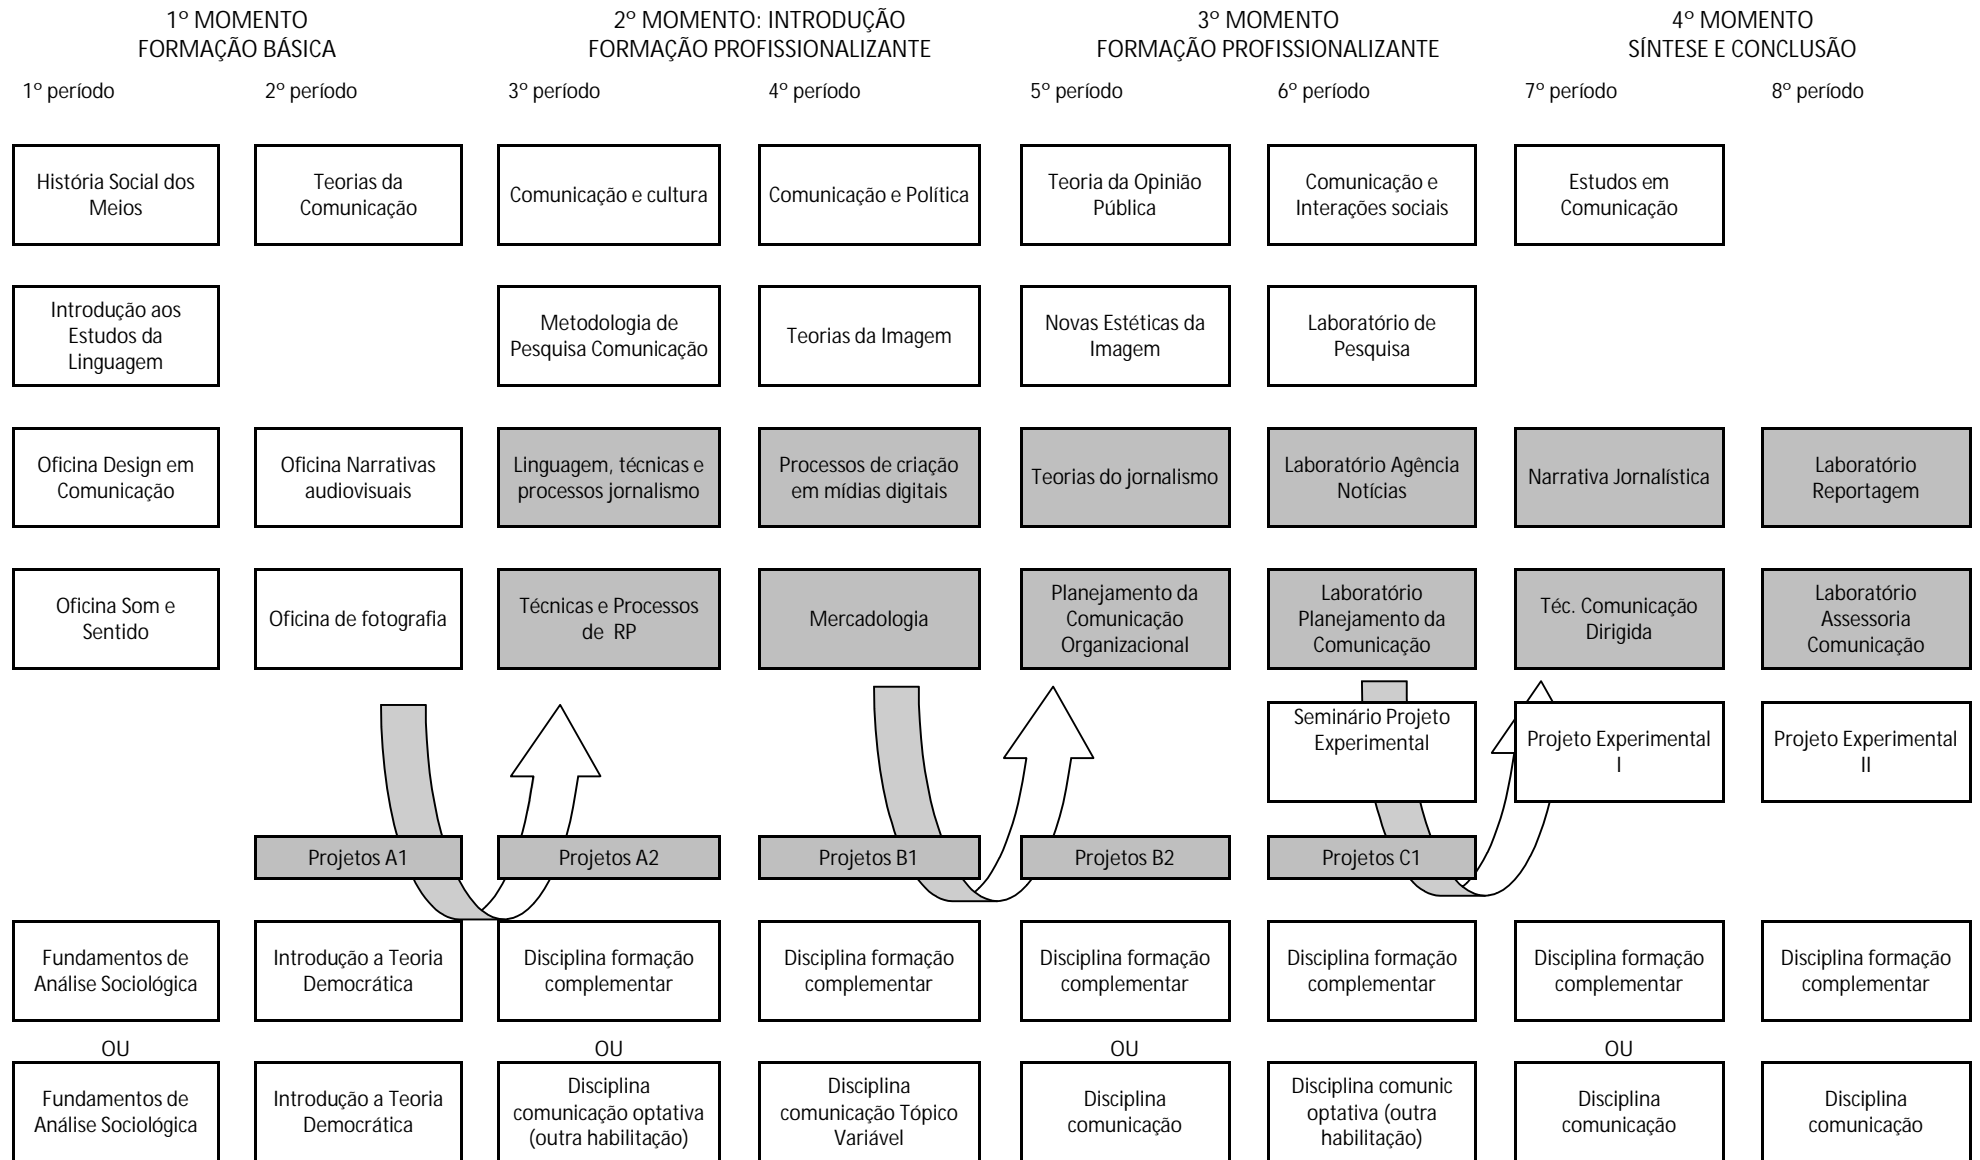 1º MOMENTO
FORMAÇÃO BÁSICA
2º MOMENTO: INTRODUÇÃO
FORMAÇÃO PROFISSIONALIZANTE
3º MOMENTO
FORMAÇÃO PROFISSIONALIZANTE
4º MOMENTO
SÍNTESE E CONCLUSÃO
1º período
2º período
3º período
4º período
5º período
6º período
7º período
8º período
História Social dos
Meios
Teorias da
Comunicação
Comunicação e cultura
Comunicação e Política
Teoria da Opinião
Pública
Comunicação e
Interações sociais
Estudos em
Comunicação
Introdução aos
Estudos da
Linguagem
Metodologia de
Pesquisa Comunicação
Teorias da Imagem
Novas Estéticas da
Imagem
Laboratório de
Pesquisa
Oficina Design em
Comunicação
Oficina Narrativas
audiovisuais
Linguagem, técnicas e
processos jornalismo
Processos de criação
em mídias digitais
Teorias do jornalismo
Laboratório Agência
Notícias
Narrativa Jornalística
Laboratório
Reportagem
Oficina Som e
Sentido
Oficina de fotografia
Técnicas e Processos
de RP
Mercadologia
Planejamento da
Comunicação
Organizacional
Laboratório
Planejamento da
Comunicação
Téc. Comunicação
Dirigida
Laboratório
Assessoria
Comunicação
Seminário Projeto
Experimental
Projeto Experimental
I
Projeto Experimental
II
Projetos A1
Projetos A2
Projetos B1
Projetos B2
Projetos C1
Fundamentos de
Análise Sociológica
Introdução a Teoria
Democrática
Disciplina formação
complementar
Disciplina formação
complementar
Disciplina formação
complementar
Disciplina formação
complementar
Disciplina formação
complementar
Disciplina formação
complementar
OU
OU
OU
OU
Fundamentos de
Análise Sociológica
Introdução a Teoria
Democrática
Disciplina
comunicação optativa
(outra habilitação)
Disciplina
comunicação Tópico
Variável
Disciplina
comunicação
Disciplina comunic
optativa (outra
habilitação)
Disciplina
comunicação
Disciplina
comunicação